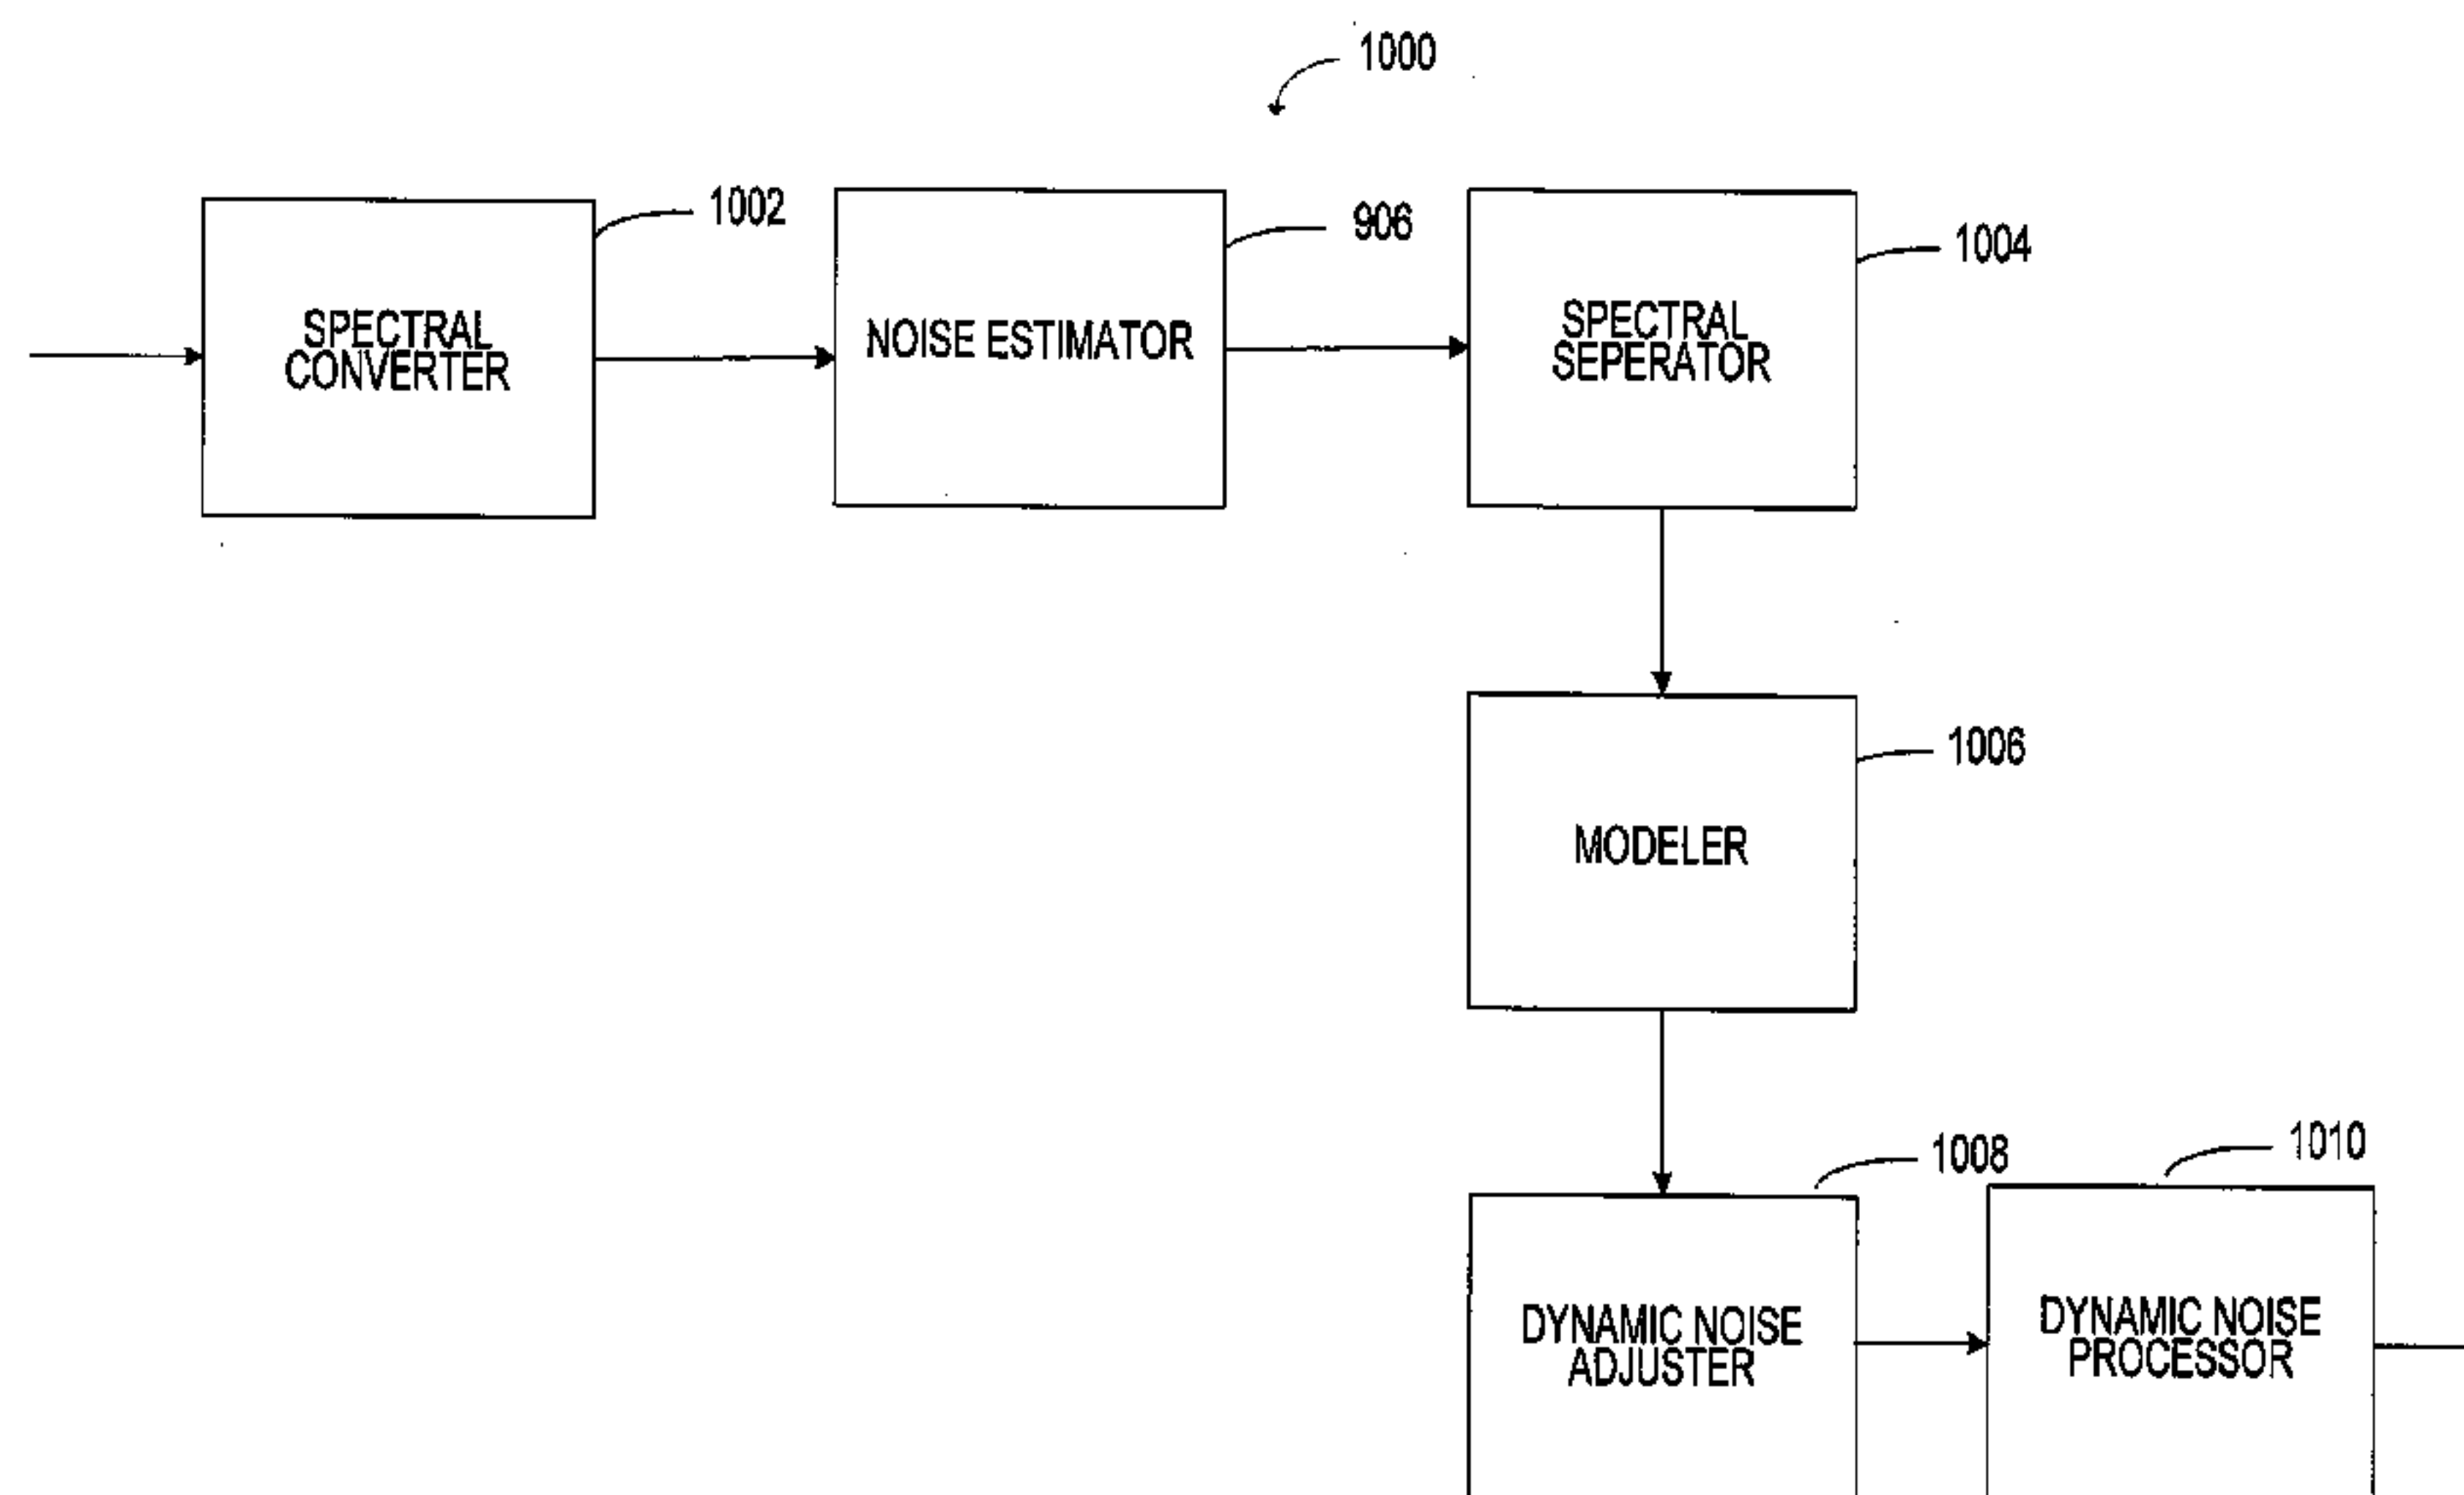 1000
1002
906
1004
SPECTRAL
CONVERTER
NOISE ESTIMATOR
SPECTRAL
SEPERATOR
1006
MODELER
1008
1010
DYNAMIC NOISE
ADJUSTER
DYNAMIC NOISE
PROCESSOR